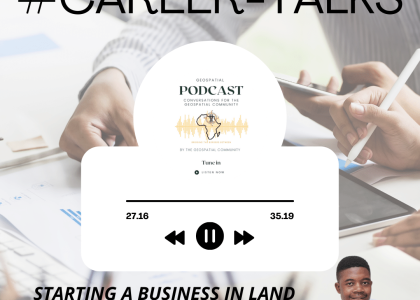 #CAREER-TALKS
GEOSPATIAL
PODCAST
CONVERSATIONS FOR THE
GEOSPATIAL COMMUNITY
BY THE GEOSPATIAL COMMUNITY
Tune in
LISTEN NOW
27.16
35.19
STARTING A BUSINESS IN LAND